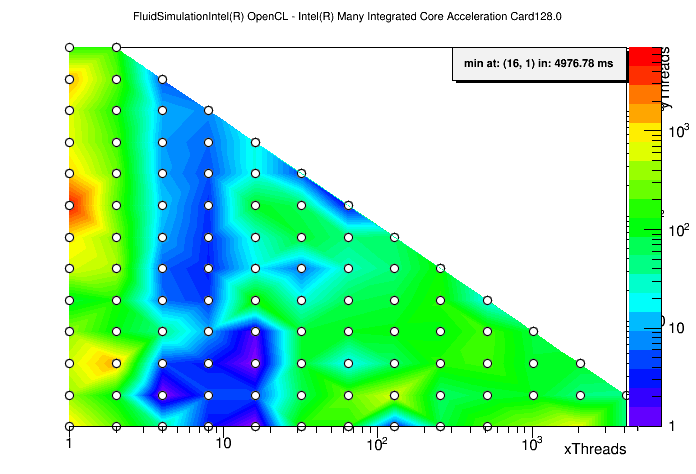 FluidSimulationIntel(R) OpenCL - Intel(R) Many Integrated Core Acceleration Card128.0
min at: (16, 1) in: 4976.78 ms
yThreads
10³
10²
10
1
1 10 10² 10³
xThreads